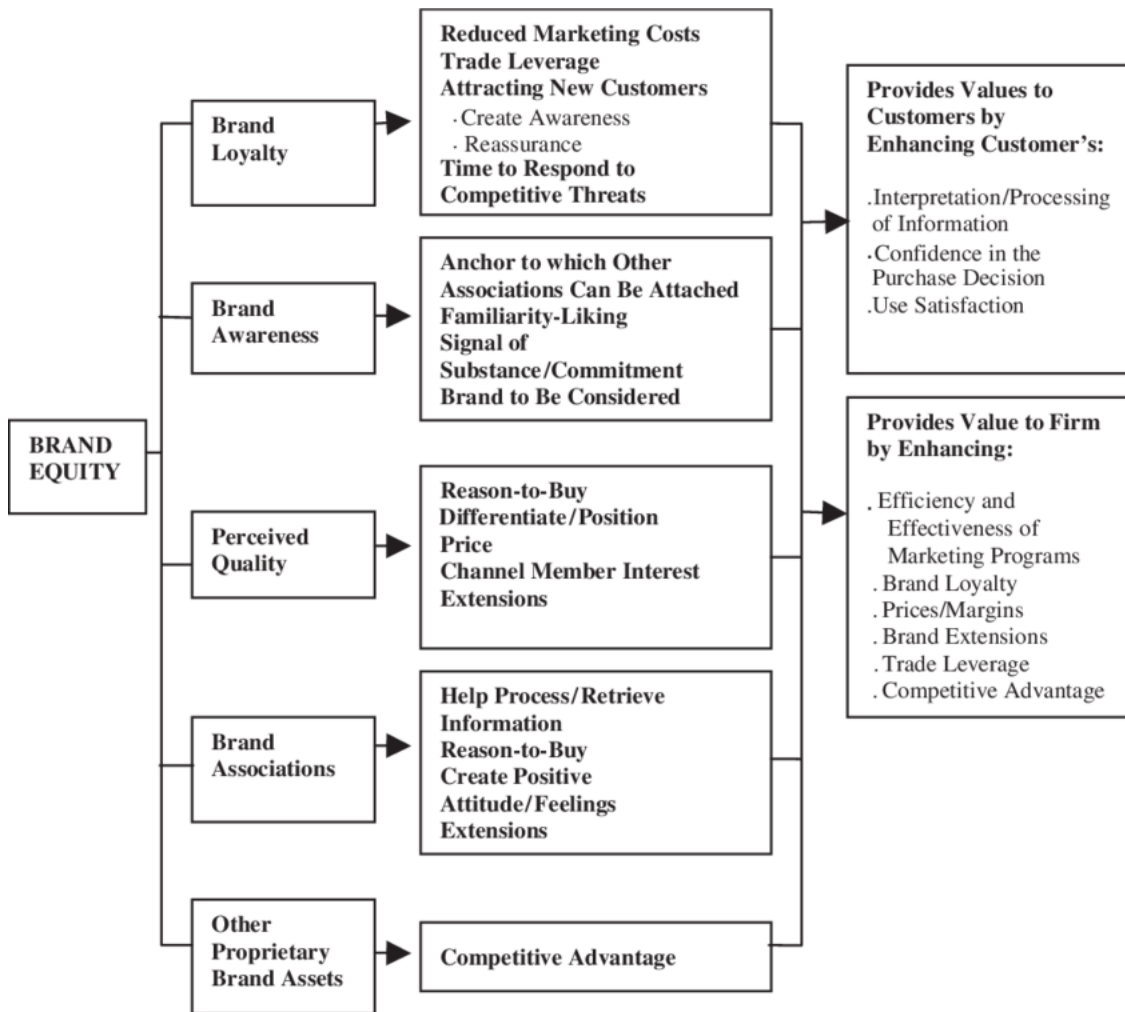 BRAND
EQUITY
Brand
Loyalty
Reduced Marketing Costs
Trade Leverage
Attracting New Customers
· Create Awareness
· Reassurance
Time to Respond to
Competitive Threats
Brand
Awareness
Anchor to which Other
Associations Can Be Attached
Familiarity-Liking
Signal of
Substance/Commitment
Brand to Be Considered
Perceived
Quality
Reason-to-Buy
Differentiate/Position
Price
Channel Member Interest
Extensions
Brand
Associations
Help Process/Retrieve
Information
Reason-to-Buy
Create Positive
Attitude/Feelings
Extensions
Other
Proprietary
Brand Assets
Competitive Advantage
Provides Values to
Customers by
Enhancing Customer's:
.Interpretation/Processing
of Information
·Confidence in the
Purchase Decision
.Use Satisfaction
Provides Value to Firm
by Enhancing:
. Efficiency and
Effectiveness of
Marketing Programs
. Brand Loyalty
. Prices/Margins
. Brand Extensions
. Trade Leverage
. Competitive Advantage